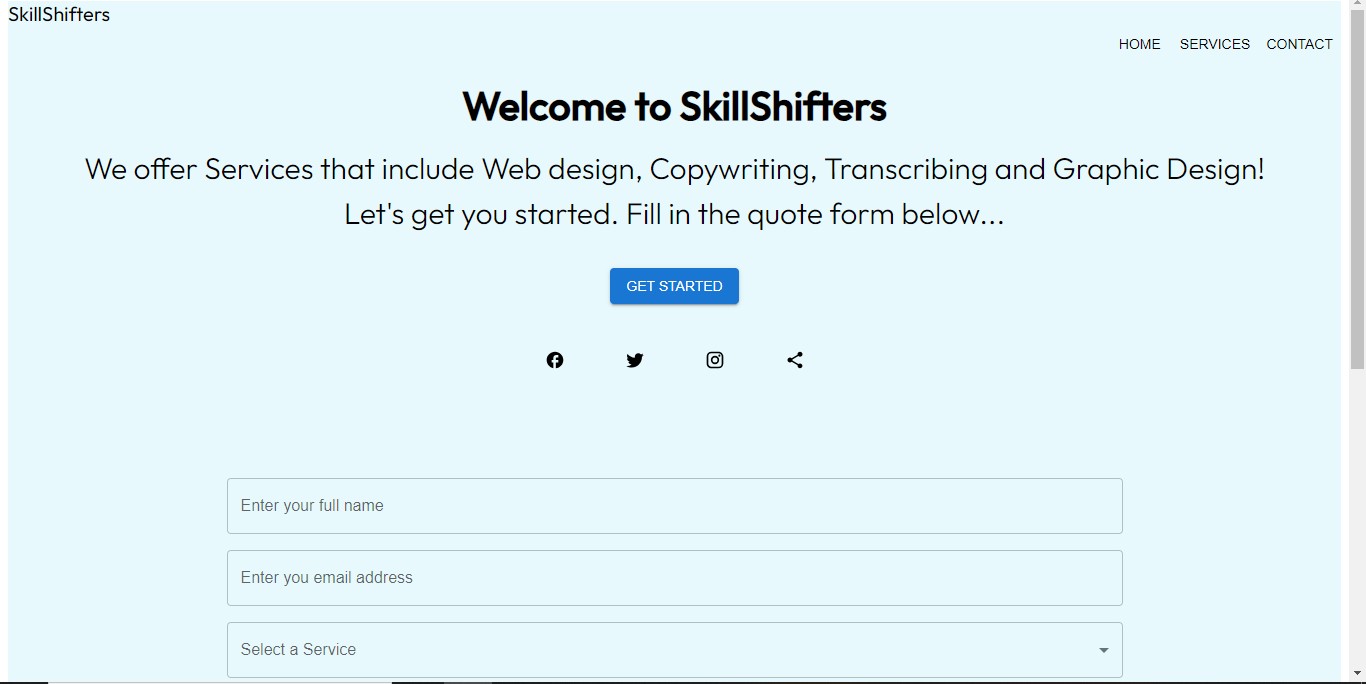 SkillShifters
HOME SERVICES CONTACT
Welcome to SkillShifters
We offer Services that include Web design, Copywriting, Transcribing and Graphic Design!
Let's get you started. Fill in the quote form below...
GET STARTED
Enter your full name
Enter you email address
Select a Service